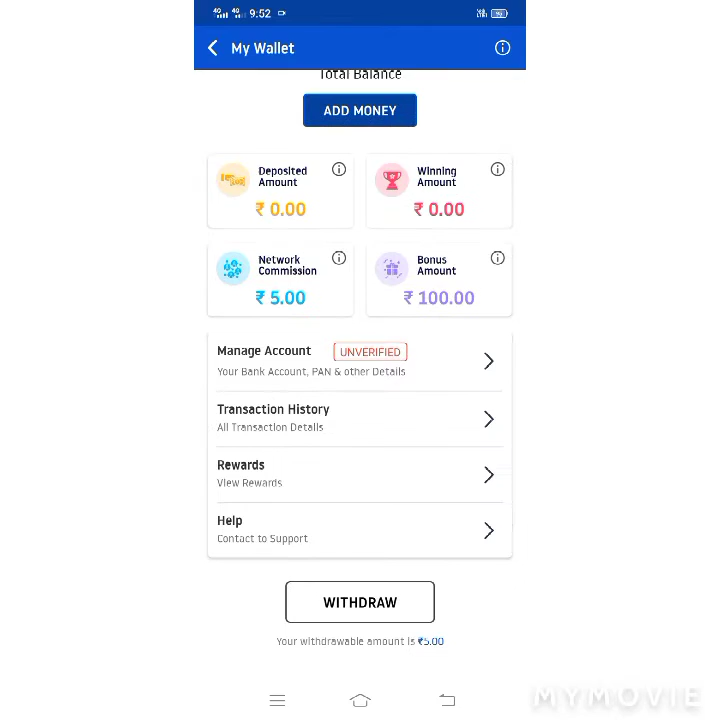 4G 4G 9:52
My Wallet
Total Balance
ADD MONEY
Deposited Amount
₹ 0.00
Winning Amount
₹ 0.00
Network Commission
₹ 5.00
Bonus Amount
₹ 100.00
Manage Account UNVERIFIED
Your Bank Account, PAN & other Details
Transaction History
All Transaction Details
Rewards
View Rewards
Help
Contact to Support
WITHDRAW
Your withdrawable amount is ₹5.00
MYMOVIE